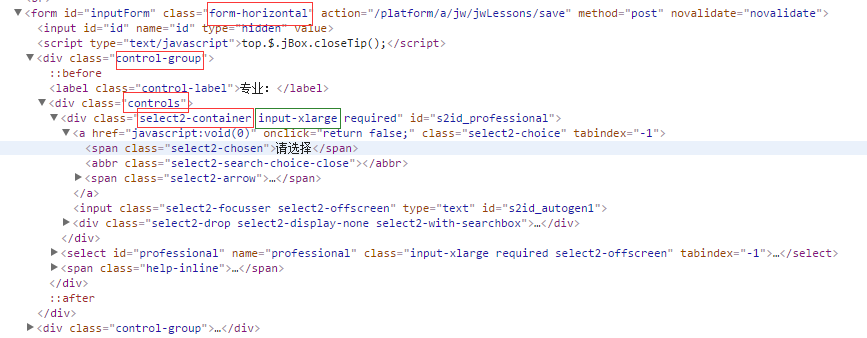 <form id="inputForm" class="form-horizontal" action="/platform/a/jw/jwLessons/save" method="post" novalidate="novalidate">
<input id="id" name="id" type="hidden" value>
<script type="text/javascript">top.$.jBox.closeTip();</script>
<div class="control-group">
::before
<label class="control-label">专业：</label>
<div class="controls">
<div class="select2-container input-xlarge required" id="s2id_professional">
<a href="javascript:void(0)" onclick="return false;" class="select2-choice" tabindex="-1">
<span class="select2-chosen">请选择</span>
<abbr class="select2-search-choice-close"></abbr>
<span class="select2-arrow">…</span>
</a>
<input class="select2-focusser select2-offscreen" type="text" id="s2id_autogen1">
<div class="select2-drop select2-display-none select2-with-searchbox">…</div>
</div>
<select id="professional" name="professional" class="input-xlarge required select2-offscreen" tabindex="-1">…</select>
<span class="help-inline">…</span>
</div>
::after
</div>
<div class="control-group">…</div>